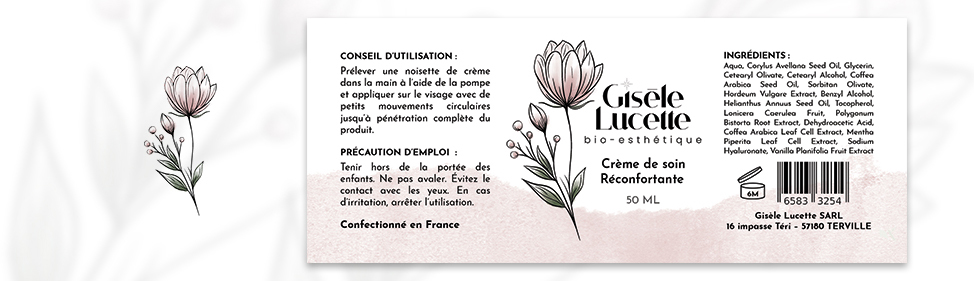 CONSEIL D'UTILISATION :
Prélever une noisette de crème
dans la main à l'aide de la pompe
et appliquer sur le visage avec de
petits mouvements circulaires
jusqu'à pénétration complète du
produit.
PRÉCAUTION D'EMPLOI :
Tenir hors de la portée des
enfants. Ne pas avaler. Évitez le
contact avec les yeux. En cas
d'irritation, arrêter l'utilisation.
Confectionné en France
Gisèle
Lucette
bio-esthétique
Crème de soin
Réconfortante
50 ML
INGRÉDIENTS :
Aqua, Corylus Avellana Seed Oil, Glycerin,
Cetearyl Olivate, Cetearyl Alcohol, Coffea
Arabica Seed Oil, Sorbitan Olivate,
Hordeum Vulgare Extract, Benzyl Alcohol,
Helianthus Annuus Seed Oil, Tocopherol,
Lonicera Caerulea Fruit, Polygonum
Bistorta Root Extract, Dehydroacetic Acid,
Coffea Arabica Leaf Cell Extract, Mentha
Piperita Leaf Cell Extract, Sodium
Hyaluronate, Vanilla Planifolia Fruit Extract
6M
6583 3254
Gisèle Lucette SARL
16 impasse Téri – 57180 TERVILLE